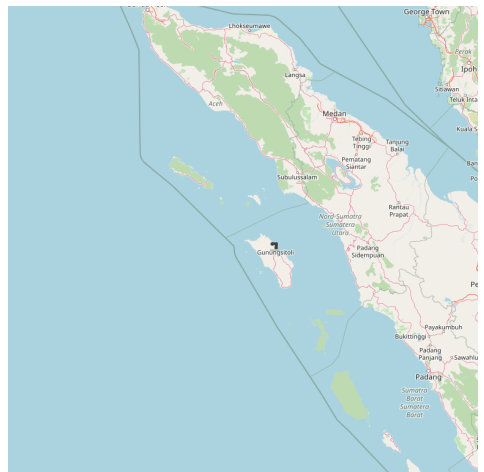 George Town
Lhokseumawe
Perak
Ipoh
Langsa
Sitiawan
Teluk Inta
Aceh
Medan
Tebing
Tinggi
Tanjung
Balai
Kuala S
Pematang
Siantar
Subulussalam
Rantau
Prapat
Nord-Sumatra
Sumatera
Utara
Padang
Sidempuan
Gunungsitoli
Payakumbuh
Bukittinggi
Padang
Panjang
Sawahlu
Padang
Sumatra
Barat
Sumatera
Barat